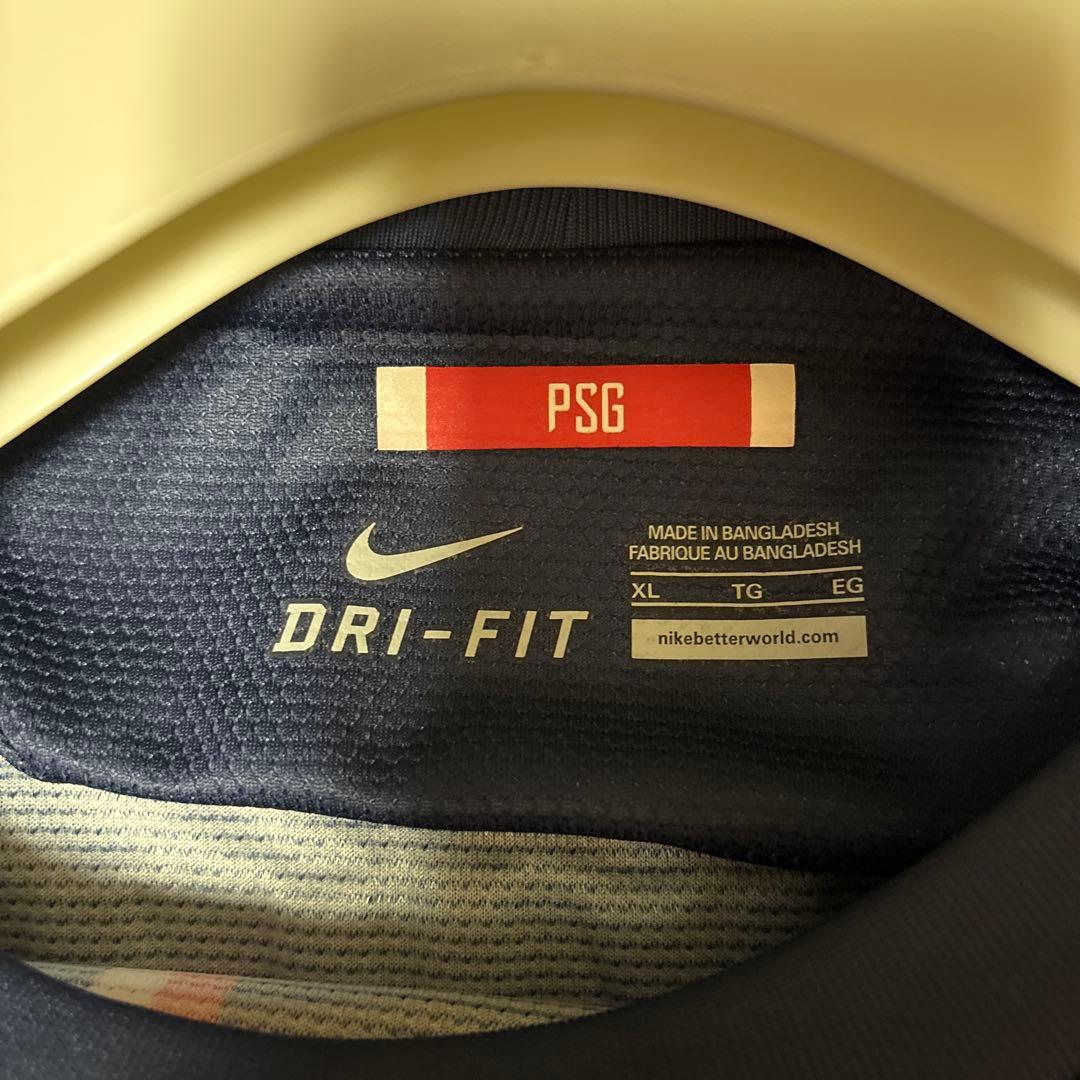 PSG
DRI-FIT
MADE IN BANGLADESH
FABRIQUE AU BANGLADESH
XL TG EG
nikebetterworld.com